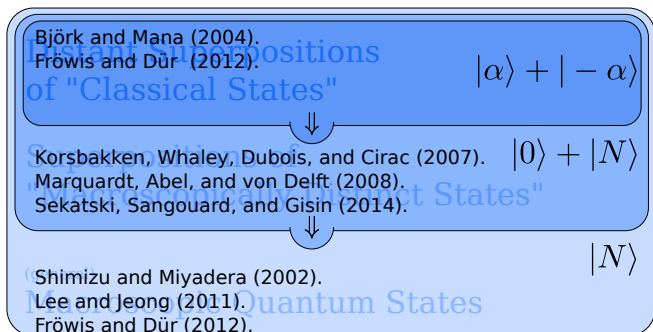 Björk and Mana (2004).
Distant Superpositions
Fröwis and Dür (2012).
of "Classical States"
|α⟩ + | − α⟩
⇓
Superpositions of
Korsbakken, Whaley, Dubois, and Cirac (2007).
|0⟩ + |N⟩
Marquardt, Abel, and von Delft (2008).
"Macroscopically Distinct States"
Sekatski, Sangouard, and Gisin (2014).
⇓
|N⟩
Shimizu and Miyadera (2002).
Lee and Jeong (2011).
Macroscopic Quantum States
Fröwis and Dür (2012).